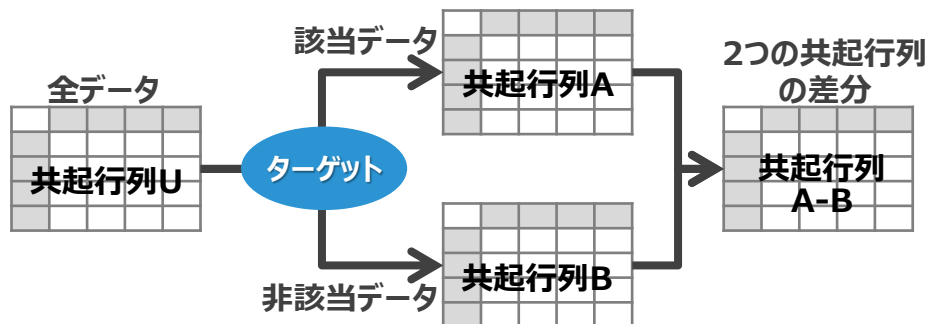 全データ
共起行列U
ターゲット
該当データ
共起行列A
非該当データ
共起行列B
2つの共起行列
の差分
共起行列
A-B